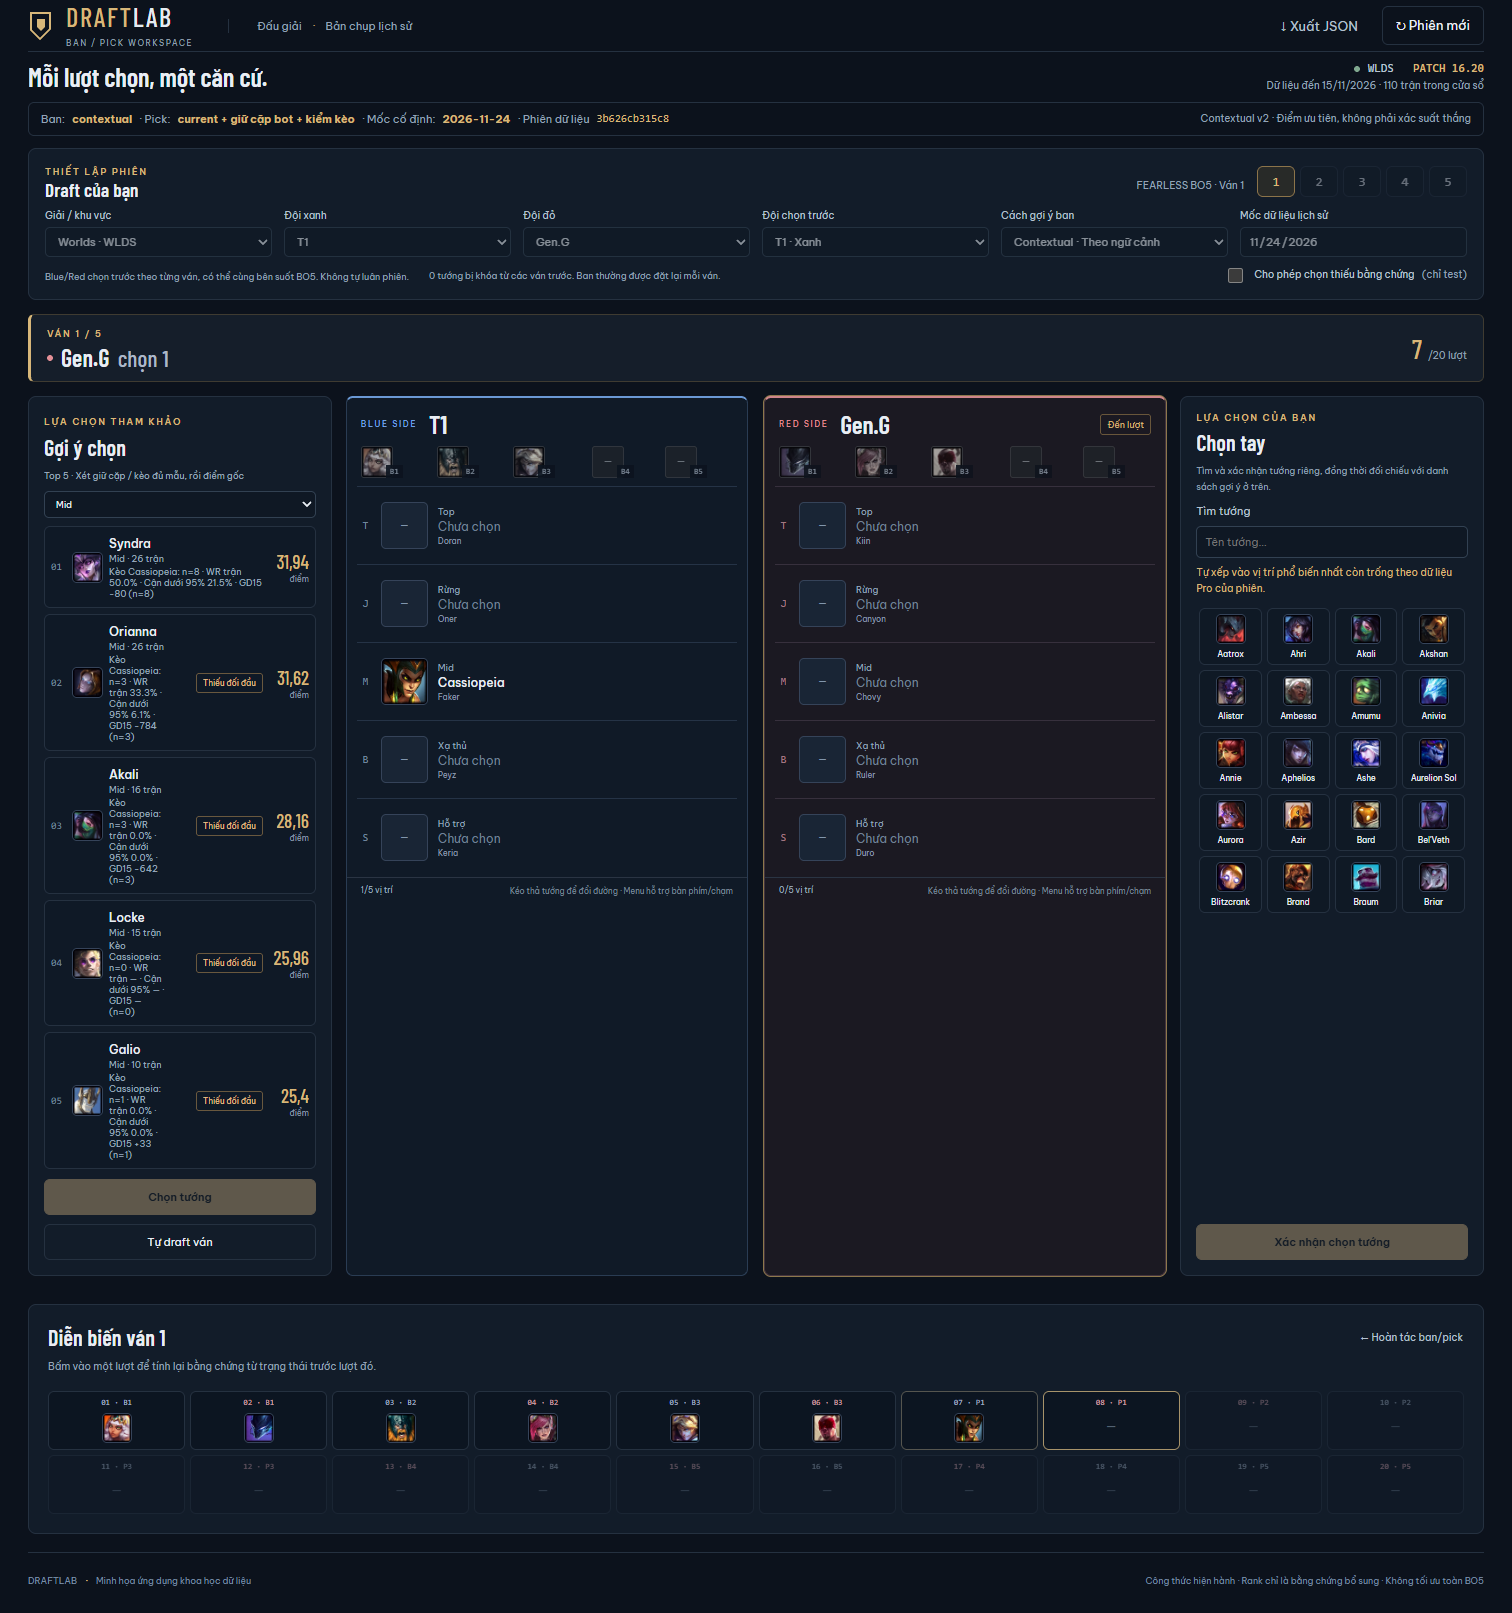 DRAFTLAB
BAN / PICK WORKSPACE
Đấu giải · Bản chụp lịch sử
↓ Xuất JSON
↻ Phiên mới
Mỗi lượt chọn, một căn cứ.
● WLDS PATCH 16.20
Dữ liệu đến 15/11/2026 · 110 trận trong cửa sổ
Ban: contextual · Pick: current + giữ cặp bot + kiểm kèo · Mốc cố định: 2026-11-24 · Phiên dữ liệu 3b626cb315c8
Contextual v2 · Điểm ưu tiên, không phải xác suất thắng
THIẾT LẬP PHIÊN
Draft của bạn
FEARLESS BO5 · Ván 1
1 2 3 4 5
Giải / khu vực
Đội xanh
Đội đỏ
Đội chọn trước
Cách gợi ý ban
Mốc dữ liệu lịch sử
Worlds · WLDS
T1
Gen.G
T1 · Xanh
Contextual · Theo ngữ cảnh
11/24/2026
Blue/Red chọn trước theo từng ván, có thể cùng bên suốt BO5. Không tự luân phiên.
0 tướng bị khóa từ các ván trước. Ban thường được đặt lại mỗi ván.
Cho phép chọn thiếu bằng chứng (chỉ test)
VÁN 1 / 5
Gen.G chọn 1
7 /20 lượt
LỰA CHỌN THAM KHẢO
Gợi ý chọn
Top 5 · Xét giữ cặp / kèo đủ mẫu, rồi điểm gốc
Mid
01
Syndra
Mid · 26 trận
Kèo Cassiopeia: n=8 · WR trận
50.0% · Cận dưới 95% 21.5% · GD15
-80 (n=8)
31,94
điểm
02
Orianna
Mid · 26 trận
Kèo
Cassiopeia:
n=3 · WR
trận 33.3% ·
Cận dưới
95% 6.1% ·
GD15 -784
(n=3)
Thiếu đối đầu
31,62
điểm
03
Akali
Mid · 16 trận
Kèo
Cassiopeia:
n=3 · WR
trận 0.0% ·
Cận dưới
95% 0.0% ·
GD15 -642
(n=3)
Thiếu đối đầu
28,16
điểm
04
Locke
Mid · 15 trận
Kèo
Cassiopeia:
n=0 · WR
trận — · Cận
dưới 95% — ·
GD15 —
(n=0)
Thiếu đối đầu
25,96
điểm
05
Galio
Mid · 10 trận
Kèo
Cassiopeia:
n=1 · WR
trận 0.0% ·
Cận dưới
95% 0.0% ·
GD15 +33
(n=1)
Thiếu đối đầu
25,4
điểm
Chọn tướng
Tự draft ván
BLUE SIDE T1
B1 B2 B3 — B4 — B5
T — Top
Chưa chọn
Doran
J — Rừng
Chưa chọn
Oner
M Mid
Cassiopeia
Faker
B — Xạ thủ
Chưa chọn
Peyz
S — Hỗ trợ
Chưa chọn
Keria
1/5 vị trí
Kéo thả tướng để đổi đường · Menu hỗ trợ bàn phím/chạm
RED SIDE Gen.G
Đến lượt
B1 B2 B3 — B4 — B5
T — Top
Chưa chọn
Kiin
J — Rừng
Chưa chọn
Canyon
M — Mid
Chưa chọn
Chovy
B — Xạ thủ
Chưa chọn
Ruler
S — Hỗ trợ
Chưa chọn
Duro
0/5 vị trí
Kéo thả tướng để đổi đường · Menu hỗ trợ bàn phím/chạm
LỰA CHỌN CỦA BẠN
Chọn tay
Tìm và xác nhận tướng riêng, đồng thời đối chiếu với danh
sách gợi ý ở trên.
Tìm tướng
Tên tướng...
Tự xếp vào vị trí phổ biến nhất còn trống theo dữ liệu
Pro của phiên.
Aatrox Ahri Akali Akshan
Alistar Ambessa Amumu Anivia
Annie Aphelios Ashe Aurelion Sol
Aurora Azir Bard Bel'Veth
Blitzcrank Brand Braum Briar
Xác nhận chọn tướng
Diễn biến ván 1
← Hoàn tác ban/pick
Bấm vào một lượt để tính lại bằng chứng từ trạng thái trước lượt đó.
01 · B1 02 · B1 03 · B2 04 · B2 05 · B3 06 · B3 07 · P1 08 · P1 09 · P2 10 · P2
— — —
11 · P3 12 · P3 13 · B4 14 · B4 15 · B5 16 · B5 17 · P4 18 · P4 19 · P5 20 · P5
— — — — — — — — — —
DRAFTLAB · Minh họa ứng dụng khoa học dữ liệu
Công thức hiện hành · Rank chỉ là bằng chứng bổ sung · Không tối ưu toàn BO5